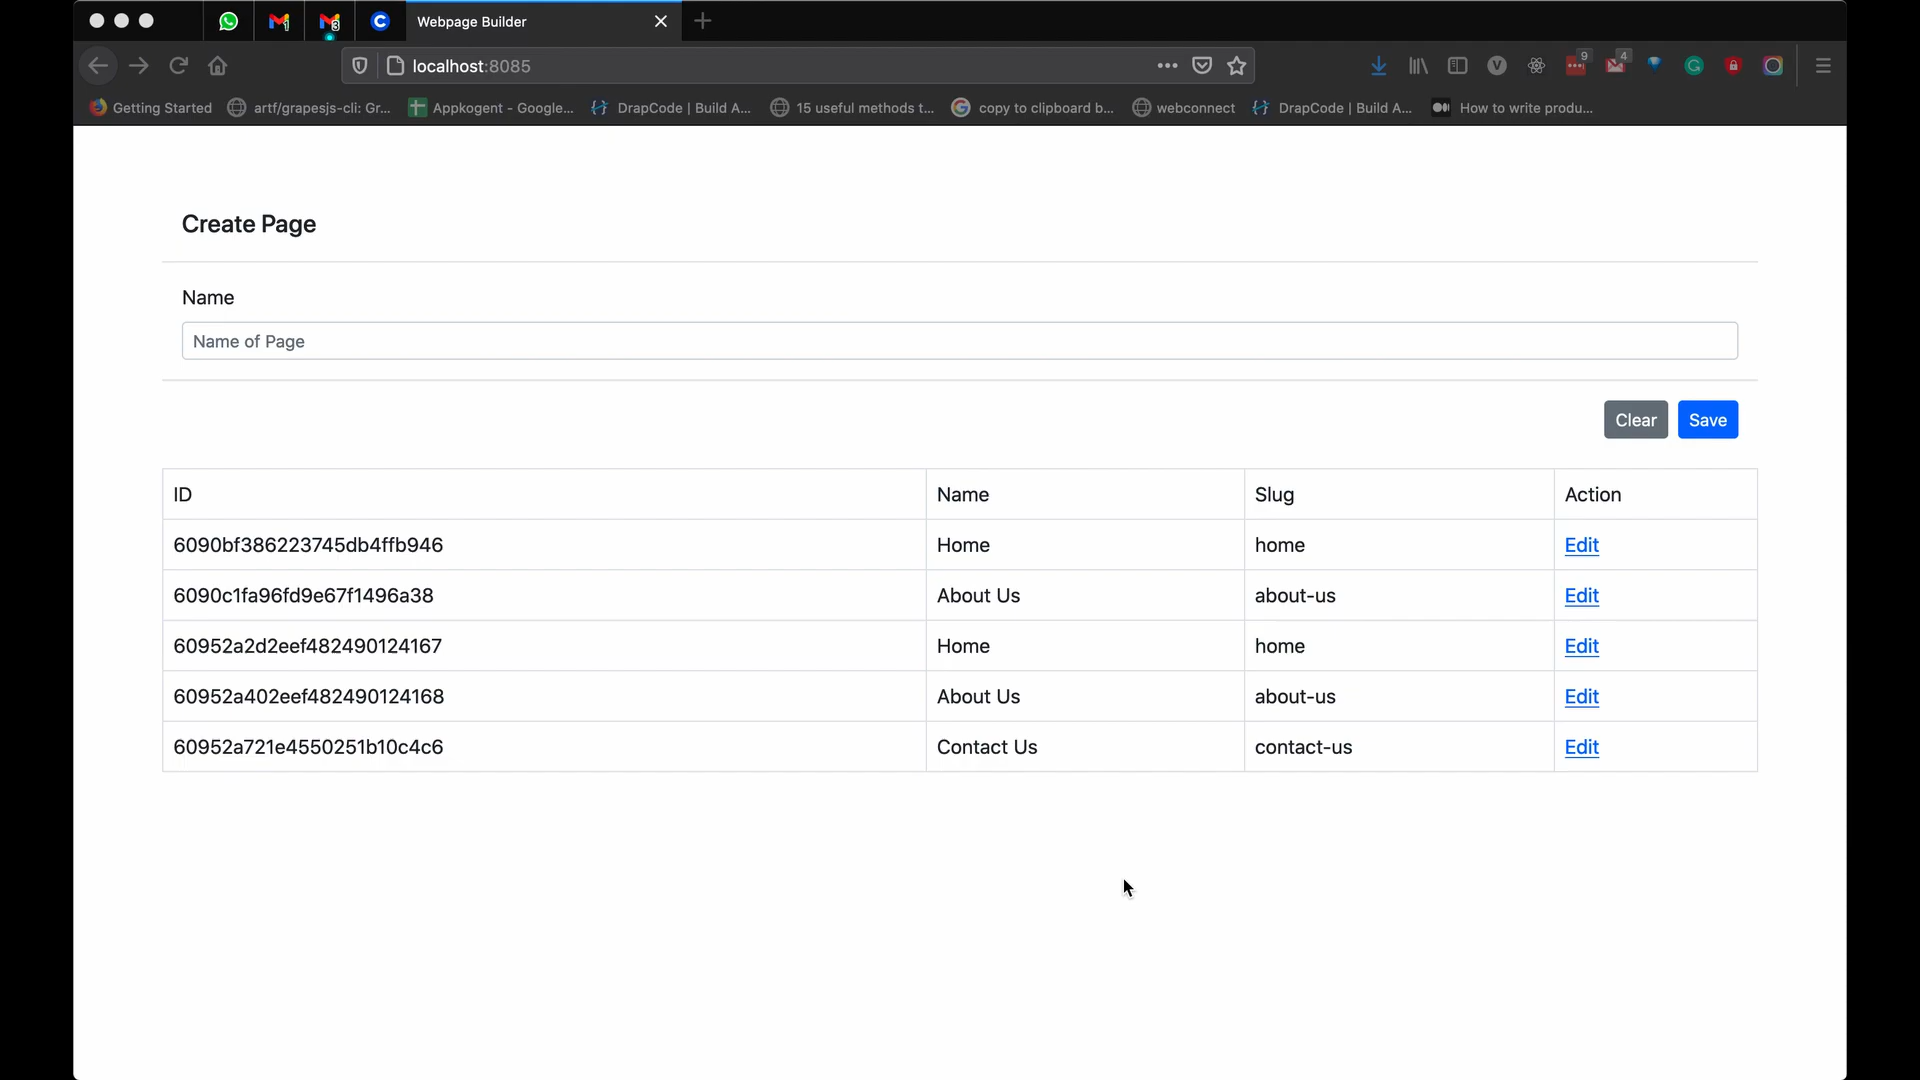 Webpage Builder
localhost:8085
9
4
Getting Started
artf/grapesjs-cli: Gr...
Appkogent - Google...
DrapCode | Build A...
15 useful methods t...
copy to clipboard b...
webconnect
DrapCode | Build A...
How to write produ...
Create Page
Name
Name of Page
Clear Save
ID Name Slug Action
6090bf386223745db4ffb946 Home home Edit
6090c1fa96fd9e67f1496a38 About Us about-us Edit
60952a2d2eef482490124167 Home home Edit
60952a402eef482490124168 About Us about-us Edit
60952a721e4550251b10c4c6 Contact Us contact-us Edit